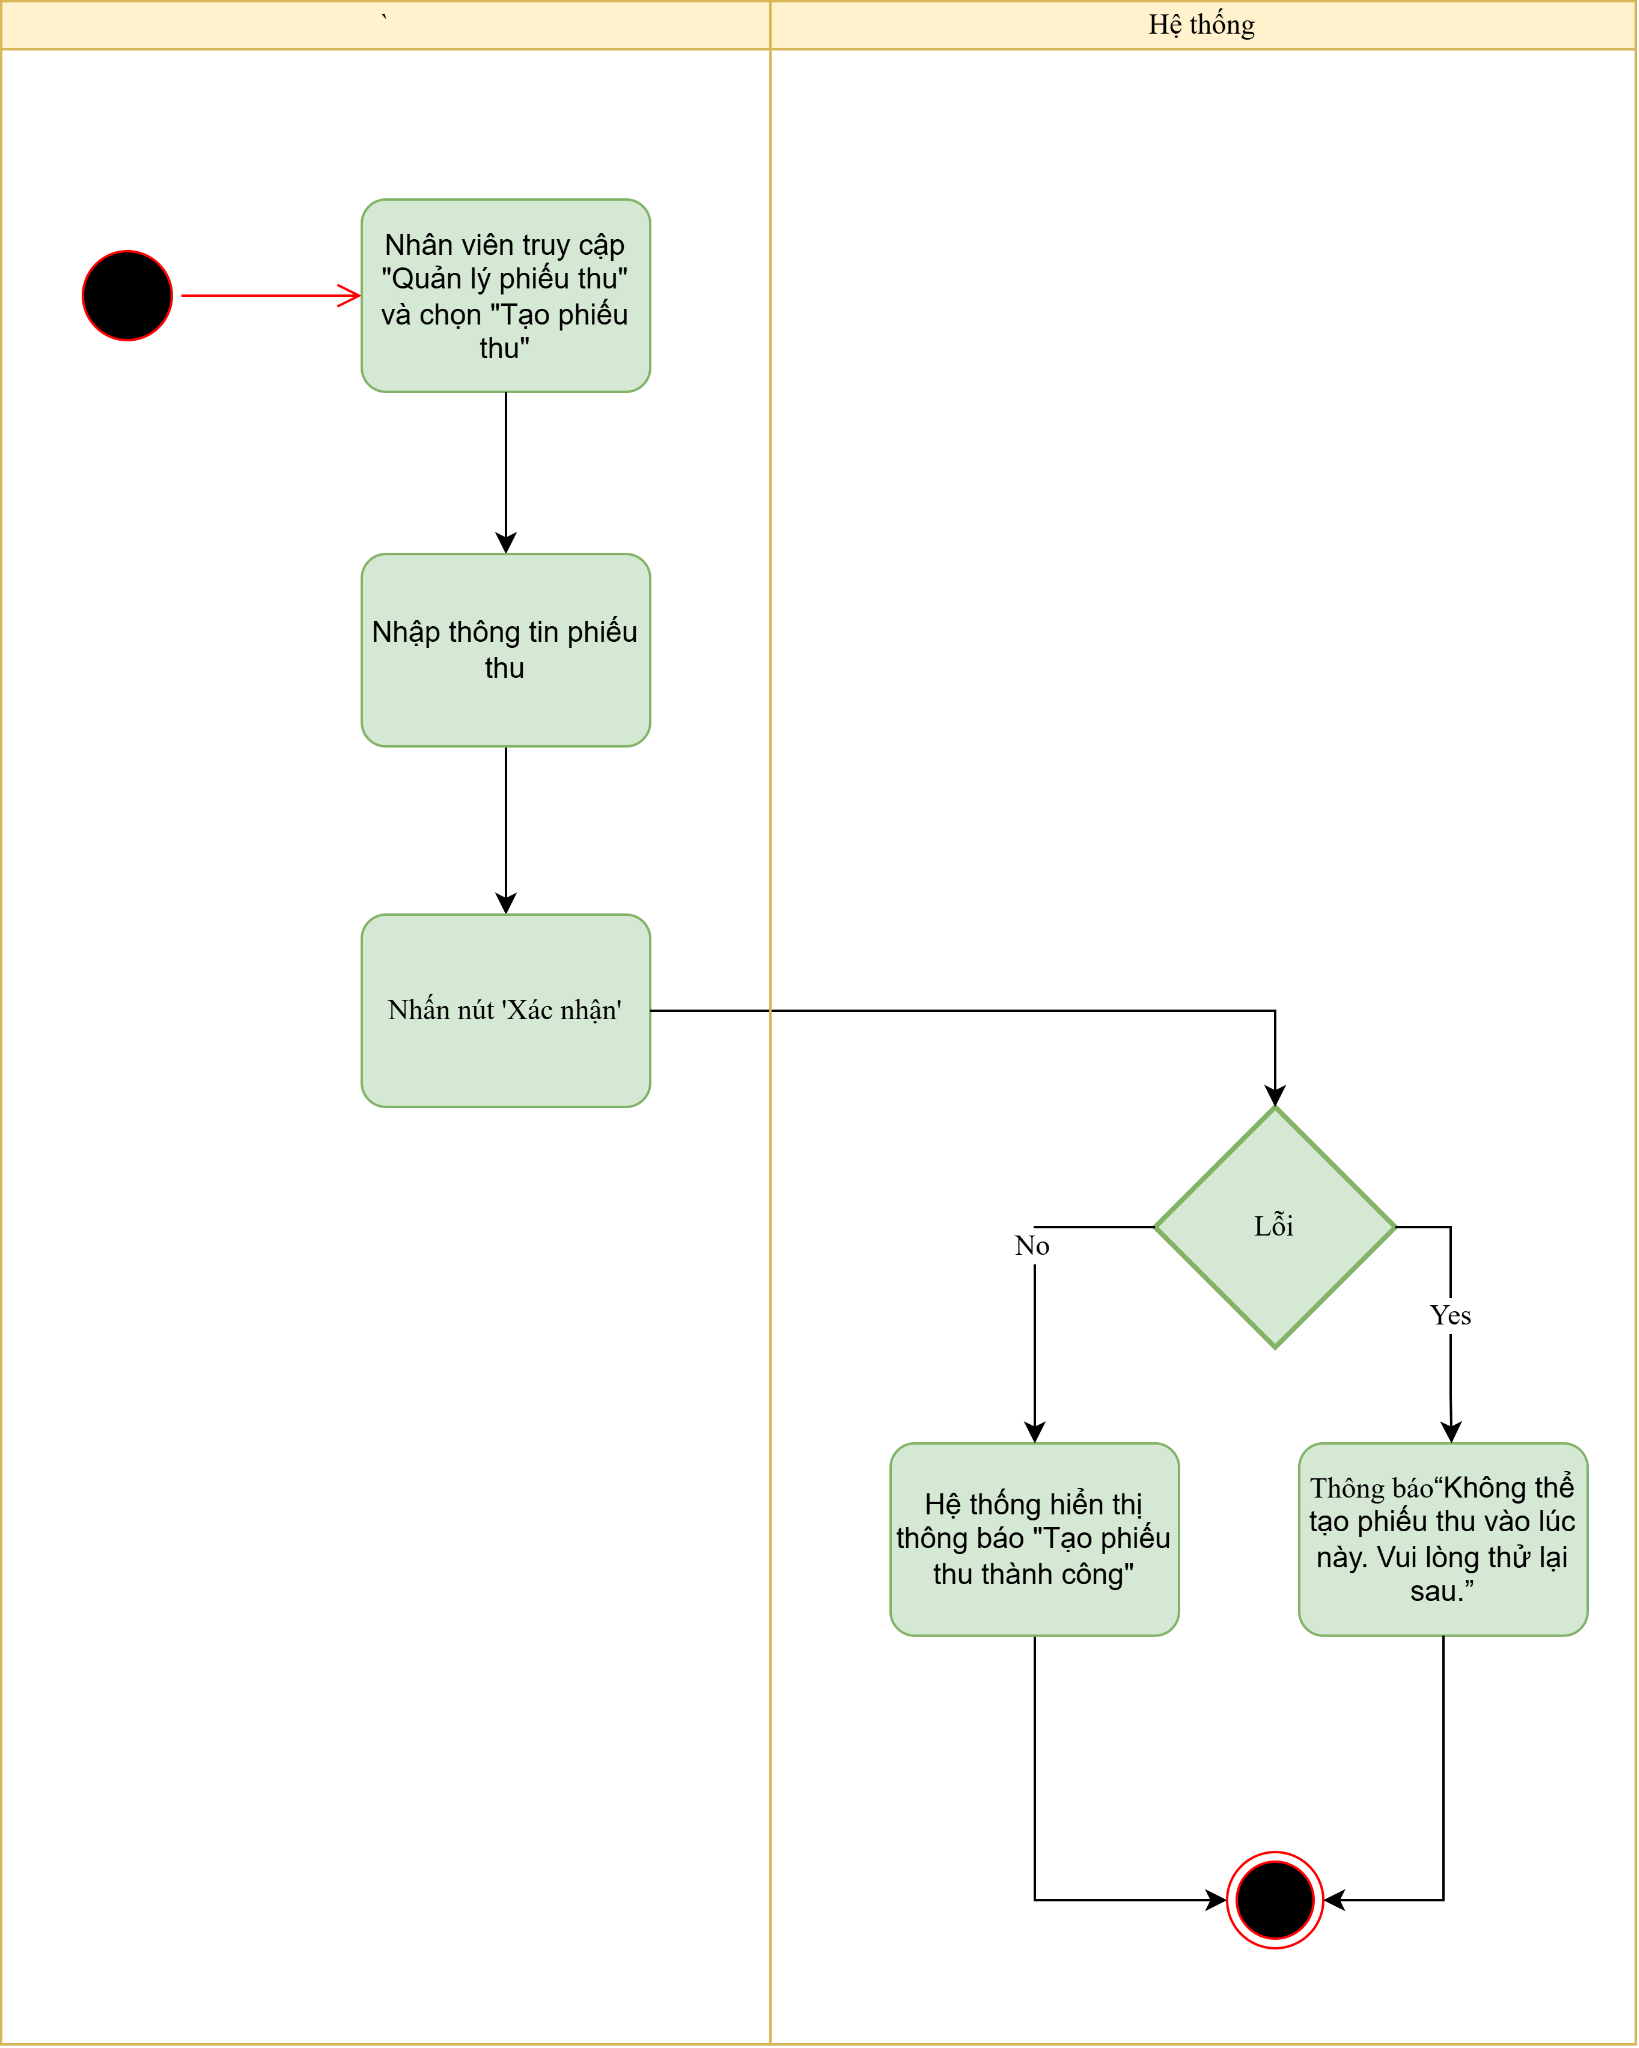 `
Hệ thống
Nhân viên truy cập
"Quản lý phiếu thu"
và chọn "Tạo phiếu
thu"
Nhập thông tin phiếu
thu
Nhấn nút 'Xác nhận'
Lỗi
No
Yes
Hệ thống hiển thị
thông báo "Tạo phiếu
thu thành công"
Thông báo“Không thể
tạo phiếu thu vào lúc
này. Vui lòng thử lại
sau.”